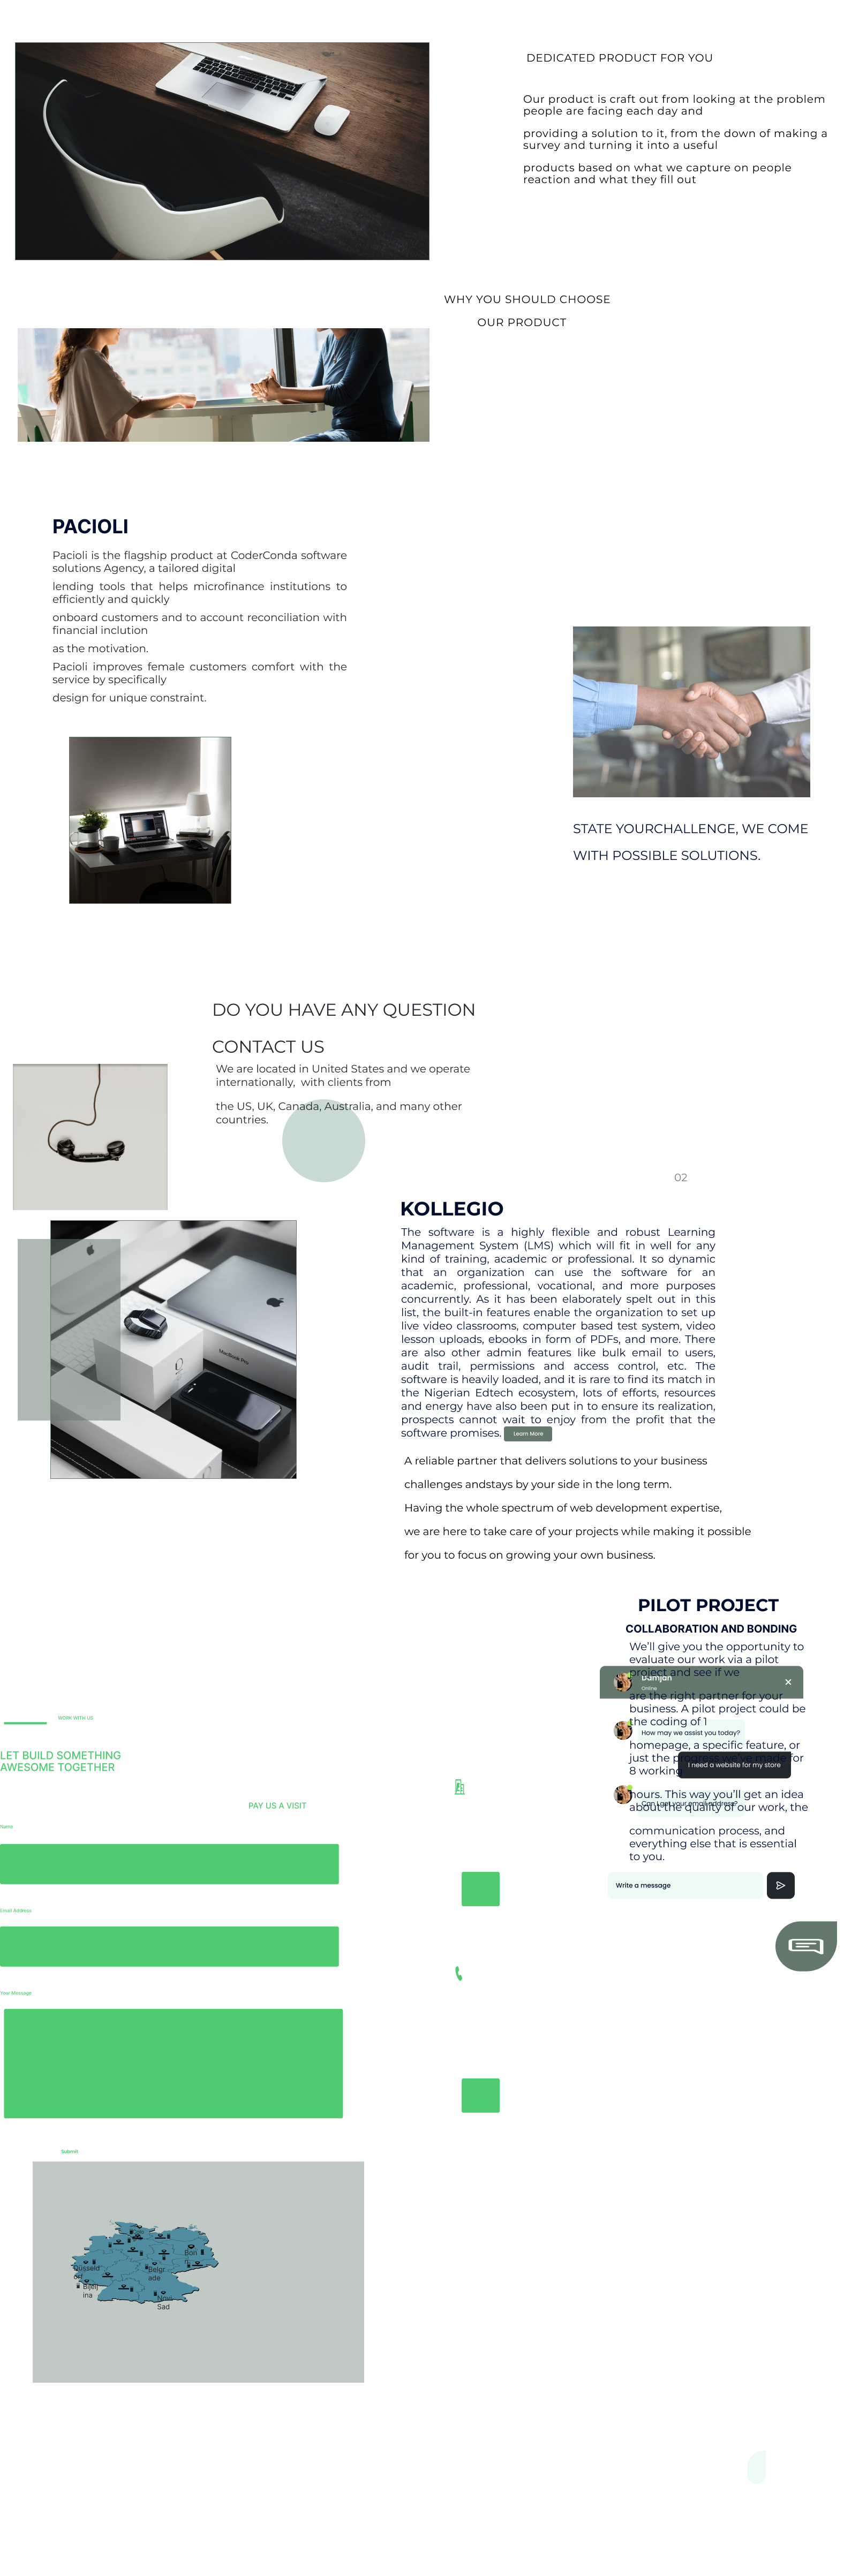 DEDICATED PRODUCT FOR YOU
Our product is craft out from looking at the problem
people are facing each day and
providing a solution to it, from the down of making a
survey and turning it into a useful
products based on what we capture on people
reaction and what they fill out
WHY YOU SHOULD CHOOSE
OUR PRODUCT
PACIOLI
Pacioli is the flagship product at CoderConda software
solutions Agency, a tailored digital
lending tools that helps microfinance institutions to
efficiently and quickly
onboard customers and to account reconciliation with
financial inclution
as the motivation.
Pacioli improves female customers comfort with the
service by specifically
design for unique constraint.
STATE YOURCHALLENGE, WE COME
WITH POSSIBLE SOLUTIONS.
DO YOU HAVE ANY QUESTION
CONTACT US
We are located in United States and we operate
internationally,  with clients from
the US, UK, Canada, Australia, and many other
countries.
02
KOLLEGIO
The software is a highly flexible and robust Learning
Management System (LMS) which will fit in well for any
kind of training, academic or professional. It so dynamic
that an organization can use the software for an
academic, professional, vocational, and more purposes
concurrently. As it has been elaborately spelt out in this
list, the built-in features enable the organization to set up
live video classrooms, computer based test system, video
lesson uploads, ebooks in form of PDFs, and more. There
are also other admin features like bulk email to users,
audit trail, permissions and access control, etc. The
software is heavily loaded, and it is rare to find its match in
the Nigerian Edtech ecosystem, lots of efforts, resources
and energy have also been put in to ensure its realization,
prospects cannot wait to enjoy from the profit that the
software promises.
Learn More
MacBook Pro
A reliable partner that delivers solutions to your business
challenges andstays by your side in the long term.
Having the whole spectrum of web development expertise,
we are here to take care of your projects while making it possible
for you to focus on growing your own business.
PILOT PROJECT
COLLABORATION AND BONDING
We'll give you the opportunity to
evaluate our work via a pilot
project and see if we
are the right partner for your
business. A pilot project could be
the coding of 1
homepage, a specific feature, or
just the progress we've made for
8 working
hours. This way you'll get an idea
about the quality of our work, the
communication process, and
everything else that is essential
to you.
Damjan
Online
How may we assist you today?
I need a website for my store
Can I get your email address?
Write a message
WORK WITH US
LET BUILD SOMETHING
AWESOME TOGETHER
PAY US A VISIT
Name
Email Address
Your Message
Submit
Bon
n
Dusseld
orf
Belgr
ade
Bijelj
ina
Novi
Sad